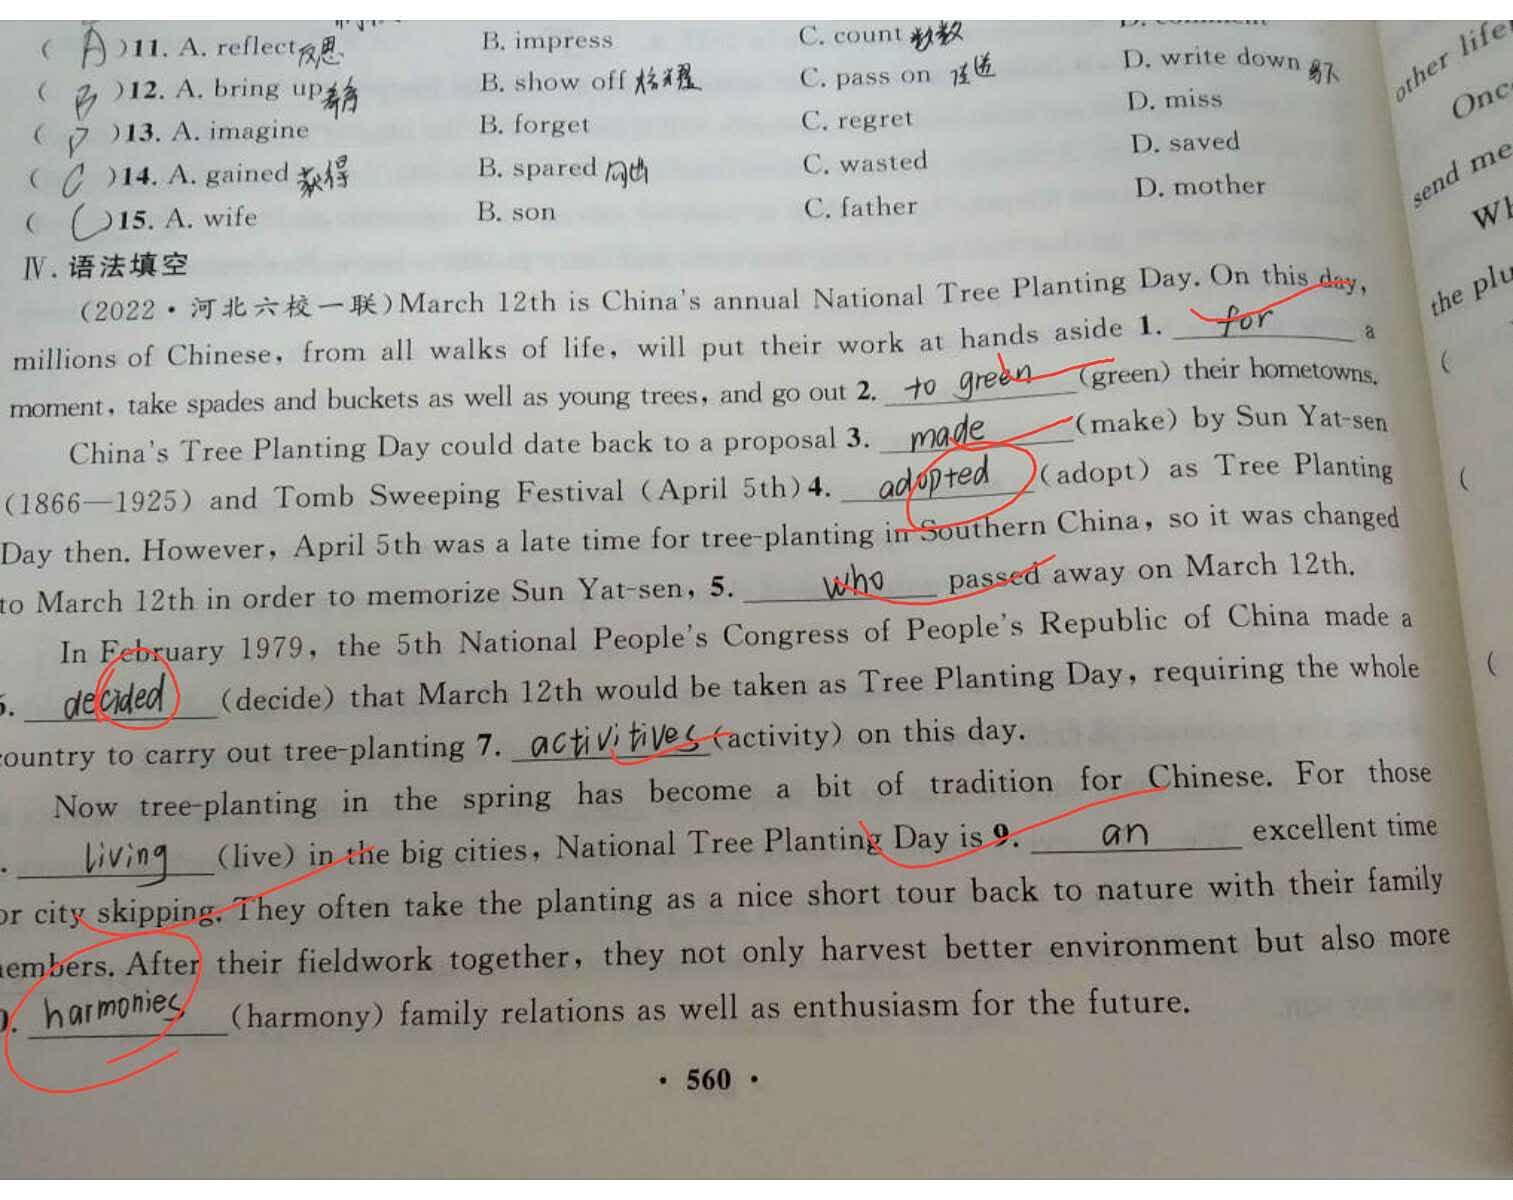 ( A )11. A. reflect反思 B. impress C. count 数数 D. comment
( B )12. A. bring up养育 B. show off 炫耀 C. pass on 传递 D. write down 写下
( D )13. A. imagine B. forget C. regret D. miss
( C )14. A. gained 获得 B. spared C. wasted D. saved
( C )15. A. wife B. son C. father D. mother
Ⅳ. 语法填空
(2022·河北六校一联)March 12th is China's annual National Tree Planting Day. On this day,
millions of Chinese, from all walks of life, will put their work at hands aside 1. for a
moment, take spades and buckets as well as young trees, and go out 2. to green (green) their hometowns.
China's Tree Planting Day could date back to a proposal 3. made (make) by Sun Yat-sen
(1866—1925) and Tomb Sweeping Festival (April 5th) 4. adopted (adopt) as Tree Planting
Day then. However, April 5th was a late time for tree-planting in Southern China, so it was changed
to March 12th in order to memorize Sun Yat-sen, 5. who passed away on March 12th.
In February 1979, the 5th National People's Congress of People's Republic of China made a
. decided (decide) that March 12th would be taken as Tree Planting Day, requiring the whole
country to carry out tree-planting 7. activitives (activity) on this day.
Now tree-planting in the spring has become a bit of tradition for Chinese. For those
. living (live) in the big cities, National Tree Planting Day is 9. an excellent time
or city skipping. They often take the planting as a nice short tour back to nature with their family
embers. After their fieldwork together, they not only harvest better environment but also more
. harmonies (harmony) family relations as well as enthusiasm for the future.
· 560 ·
other life
Onc
send me
Wh
the plu
(
(
(